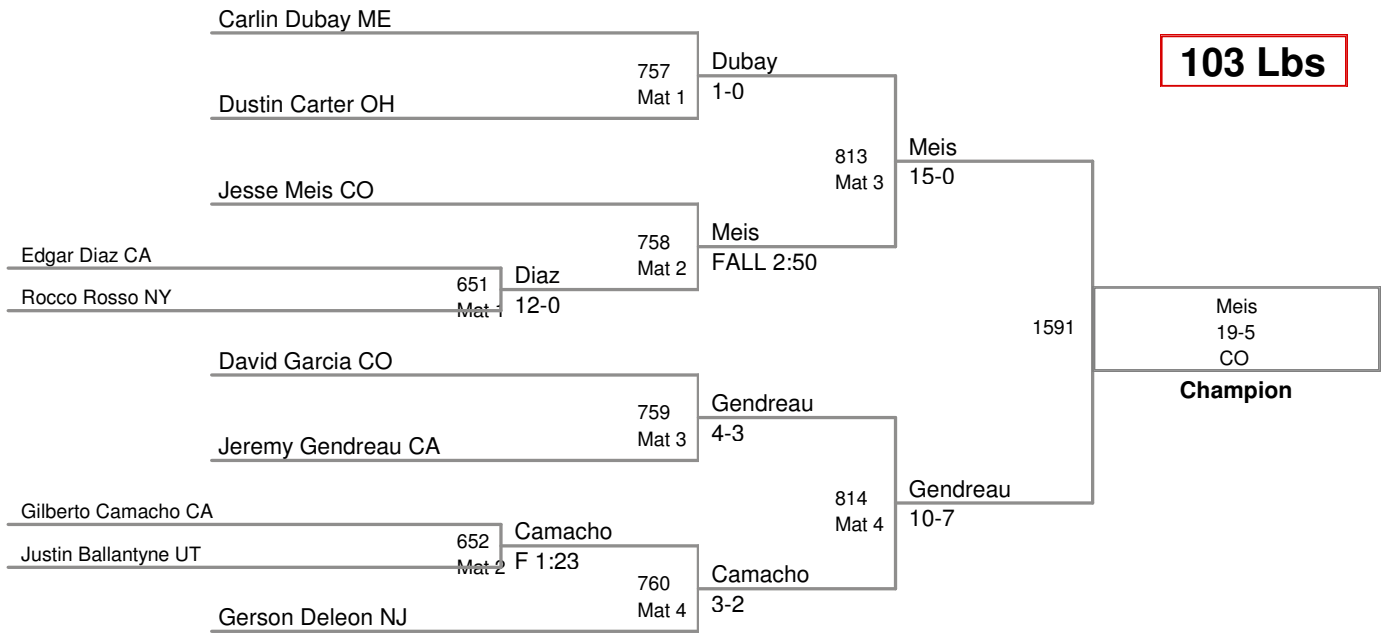 Carlin Dubay ME
103 Lbs
757
Mat 1
Dubay
1-0
Dustin Carter OH
813
Mat 3
Meis
15-0
Jesse Meis CO
758
Mat 2
Meis
FALL 2:50
Edgar Diaz CA
651
Mat 1
Diaz
12-0
Rocco Rosso NY
1591
Meis
19-5
CO
Champion
David Garcia CO
759
Mat 3
Gendreau
4-3
Jeremy Gendreau CA
814
Mat 4
Gendreau
10-7
Gilberto Camacho CA
652
Mat 2
Camacho
F 1:23
Justin Ballantyne UT
760
Mat 4
Camacho
3-2
Gerson Deleon NJ